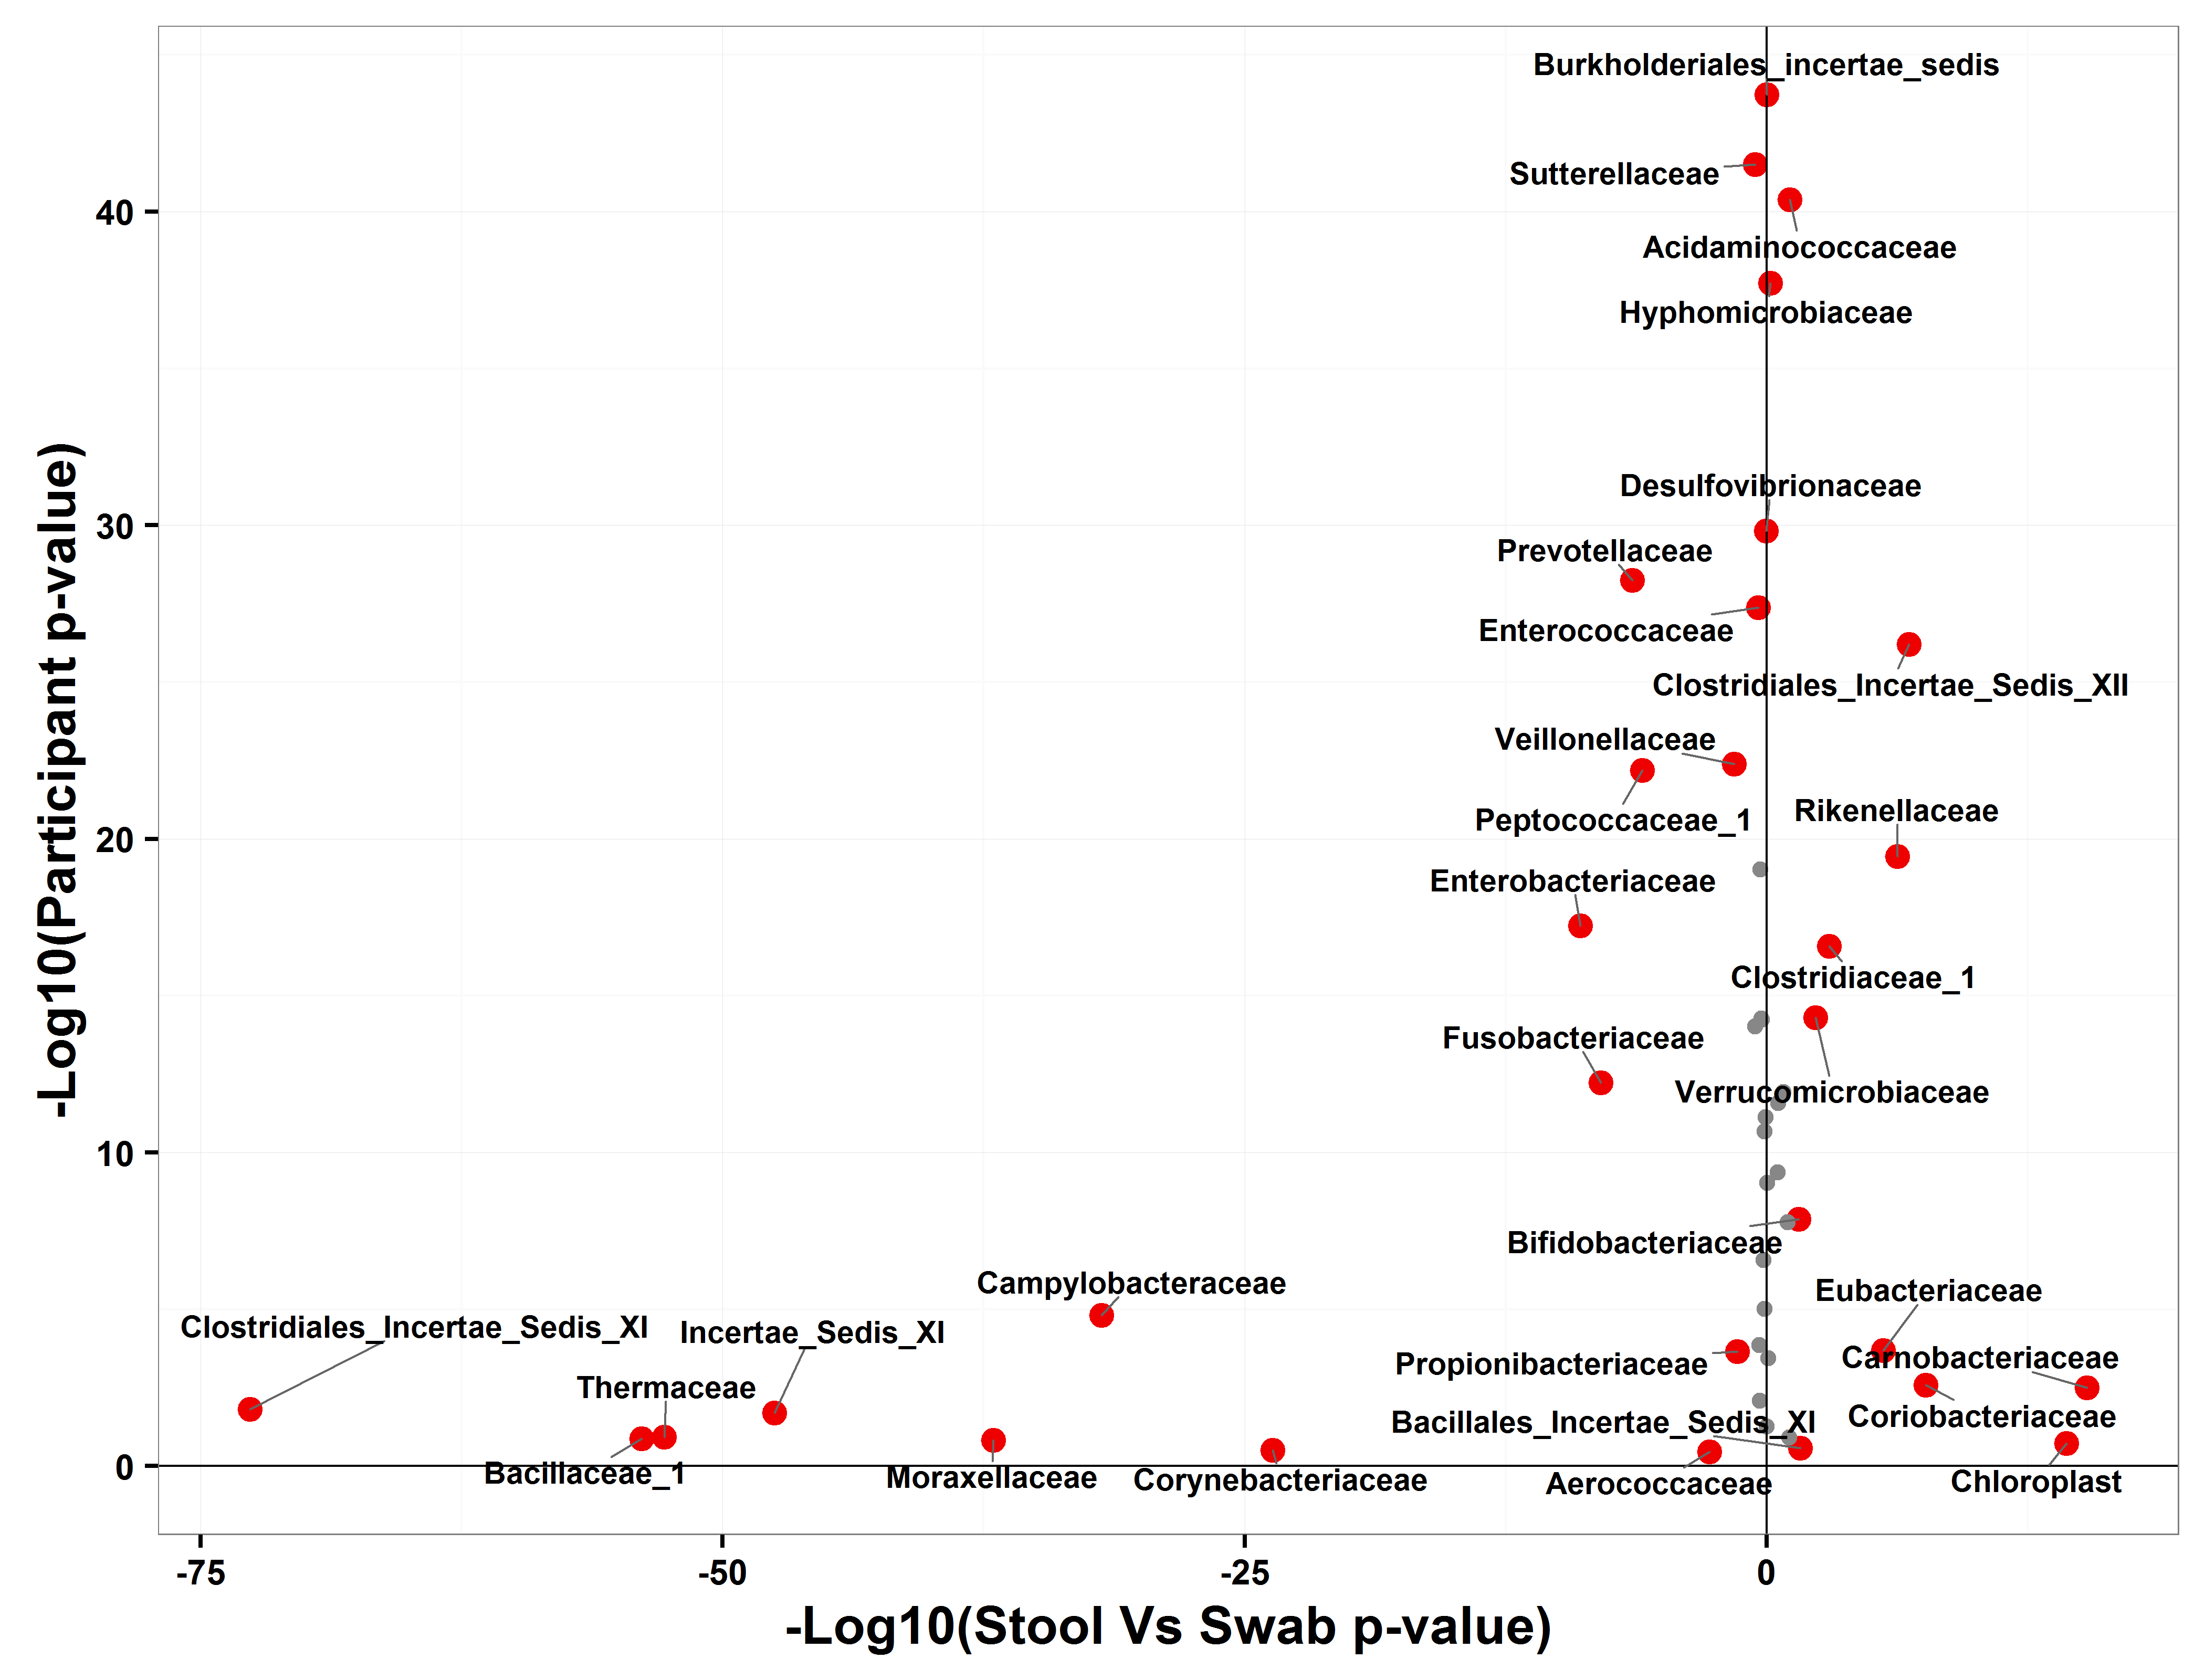 Burkholderiales_incertae_sedis
Sutterellaceae
40
Acidaminococcaceae
Hyphomicrobiaceae
Desulfovibrionaceae
30
Prevotellaceae
Enterococcaceae
Clostridiales_Incertae_Sedis_XII
Veillonellaceae
Peptococcaceae_1
Rikenellaceae
20
Enterobacteriaceae
Clostridiaceae_1
Fusobacteriaceae
Verrucomicrobiaceae
10
Bifidobacteriaceae
Campylobacteraceae
Eubacteriaceae
Clostridiales_Incertae_Sedis_XI
Incertae_Sedis_XI
Propionibacteriaceae
Carnobacteriaceae
Thermaceae
Bacillales_Incertae_Sedis_XI
Coriobacteriaceae
0
Bacillaceae_1
Moraxellaceae
Corynebacteriaceae
Aerococcaceae
Chloroplast
-75
-50
-25
0
-Log10(Stool Vs Swab p-value)
-Log10(Participant p-value)